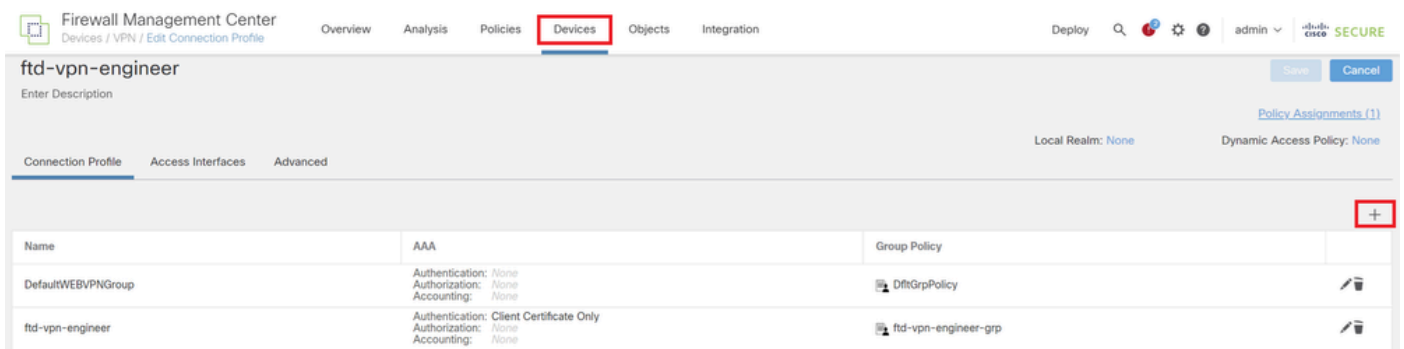 Firewall Management Center
Devices / VPN / Edit Connection Profile
Overview Analysis Policies Devices Objects Integration Deploy admin cisco SECURE
ftd-vpn-engineer
Save Cancel
Enter Description
Policy Assignments (1)
Local Realm: None Dynamic Access Policy: None
Connection Profile Access Interfaces Advanced
Name AAA Group Policy
DefaultWEBVPNGroup
Authentication: None
Authorization: None
Accounting: None
DfltGrpPolicy
ftd-vpn-engineer
Authentication: Client Certificate Only
Authorization: None
Accounting: None
ftd-vpn-engineer-grp